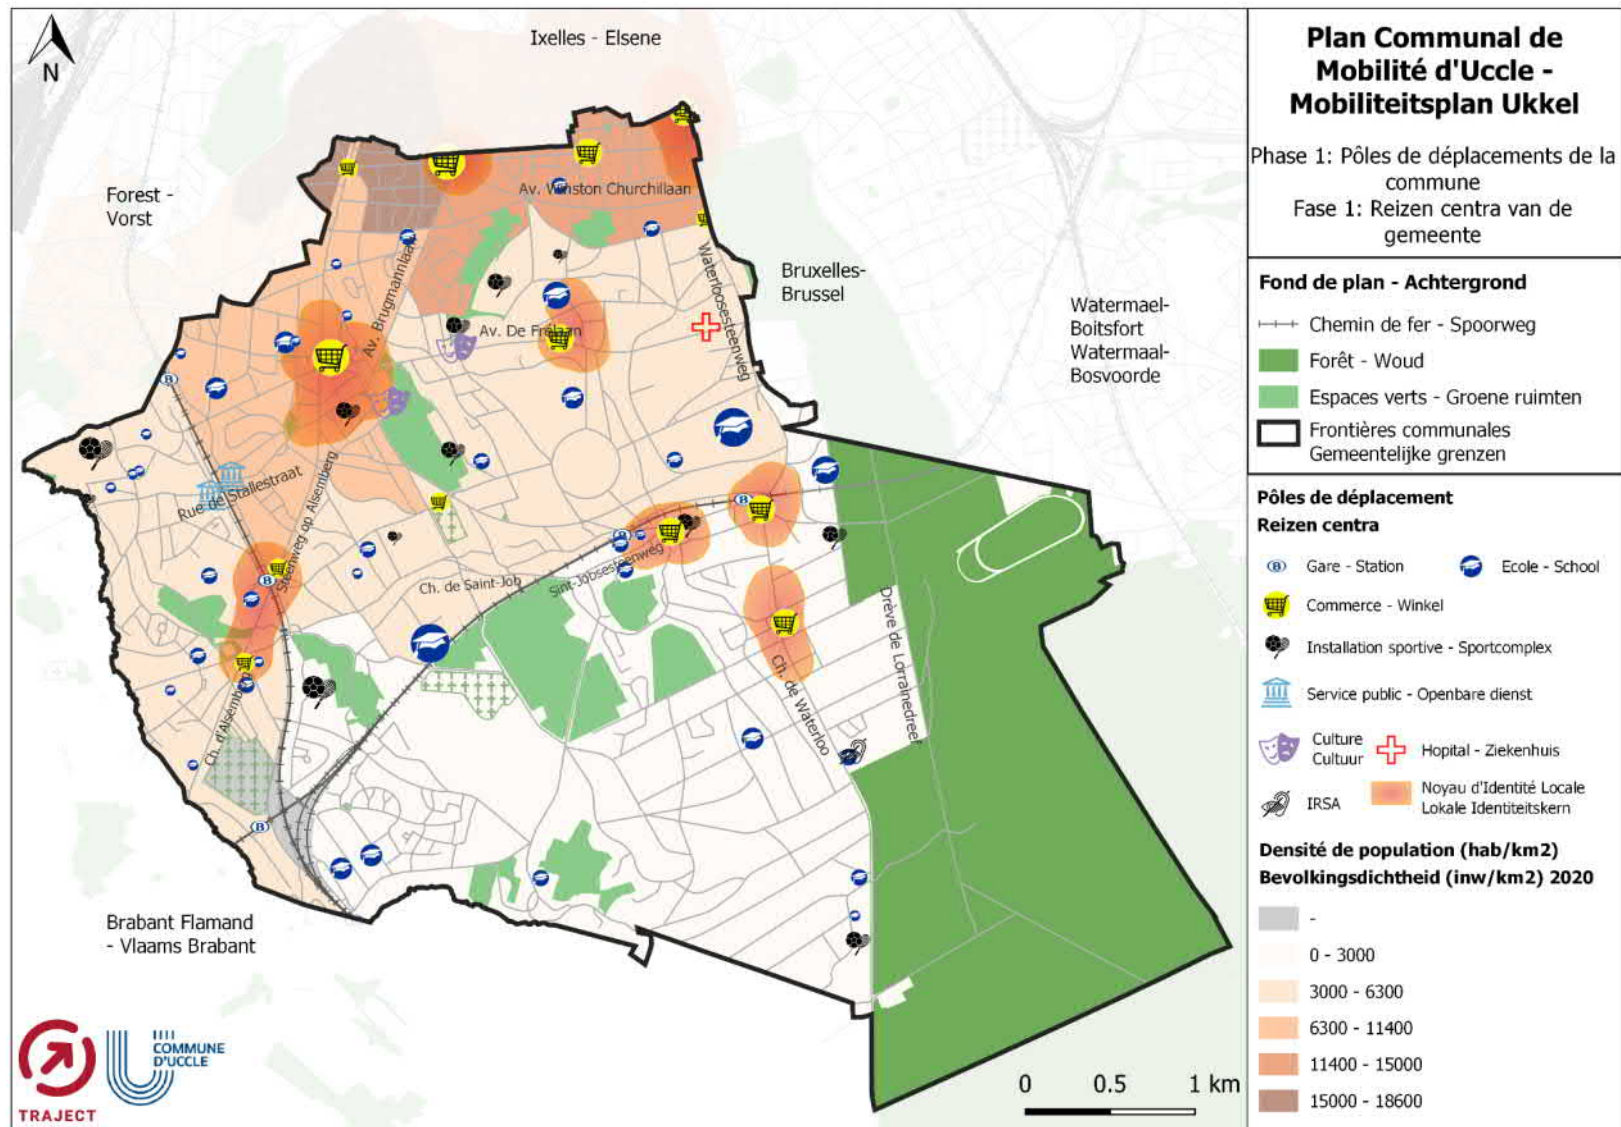 Plan Communal de
Mobilité d'Uccle -
Mobiliteitsplan Ukkel
Phase 1: Pôles de déplacements de la
commune
Fase 1: Reizen centra van de
gemeente
Fond de plan - Achtergrond
Chemin de fer - Spoorweg
Forêt - Woud
Espaces verts - Groene ruimten
Frontières communales
Gemeentelijke grenzen
Pôles de déplacement
Reizen centra
B
Gare - Station
Ecole - School
Commerce - Winkel
Installation sportive - Sportcomplex
Service public - Openbare dienst
Culture
Cultuur
Hopital - Ziekenhuis
IRSA
Noyau d'Identité Locale
Lokale Identiteitskern
Densité de population (hab/km2)
Bevolkingsdichtheid (inw/km2) 2020
-
0 - 3000
3000 - 6300
6300 - 11400
11400 - 15000
15000 - 18600
N
Ixelles - Elsene
Forest -
Vorst
Av. Winston Churchillaan
Bruxelles-
Brussel
Watermael-
Boitsfort
Watermaal-
Bosvoorde
Av. Brugmannlaan
Waterloosesteenweg
Av. De Frélaan
B
Rue de Stallestraat
Steenweg op Alsemberg
B
B
B
Ch. de Saint-Job
Sint-Jobsesteenweg
Drève de Lorrainedreef
Ch. de Waterloo
Ch. d'Alsemberg
B
Brabant Flamand
- Vlaams Brabant
TRAJECT
COMMUNE
D'UCCLE
0 0.5 1 km